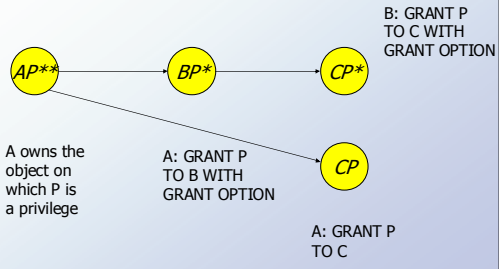 B: GRANT P
TO C WITH
GRANT OPTION
AP**
BP*
CP*
A owns the
object on
which P is
a privilege
A: GRANT P
TO B WITH
GRANT OPTION
CP
A: GRANT P
TO C